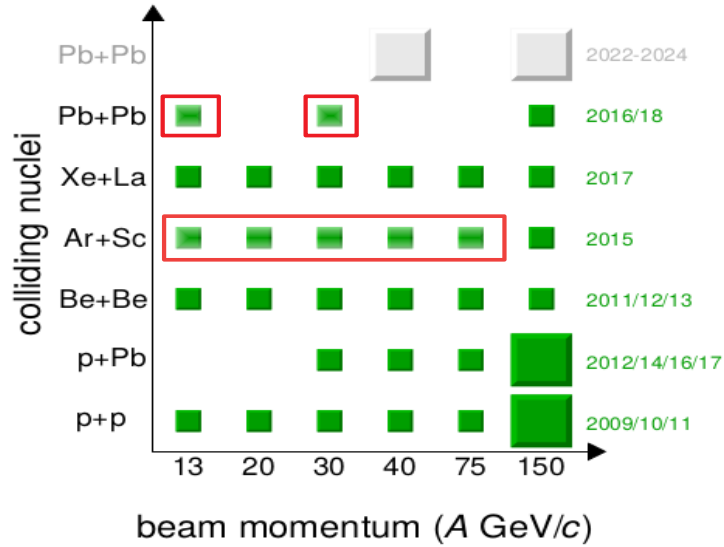 Pb+Pb 2022-2024
Pb+Pb 2016/18
Xe+La 2017
Ar+Sc 2015
Be+Be 2011/12/13
p+Pb 2012/14/16/17
p+p 2009/10/11
colliding nuclei
13 20 30 40 75 150
beam momentum (A GeV/c)